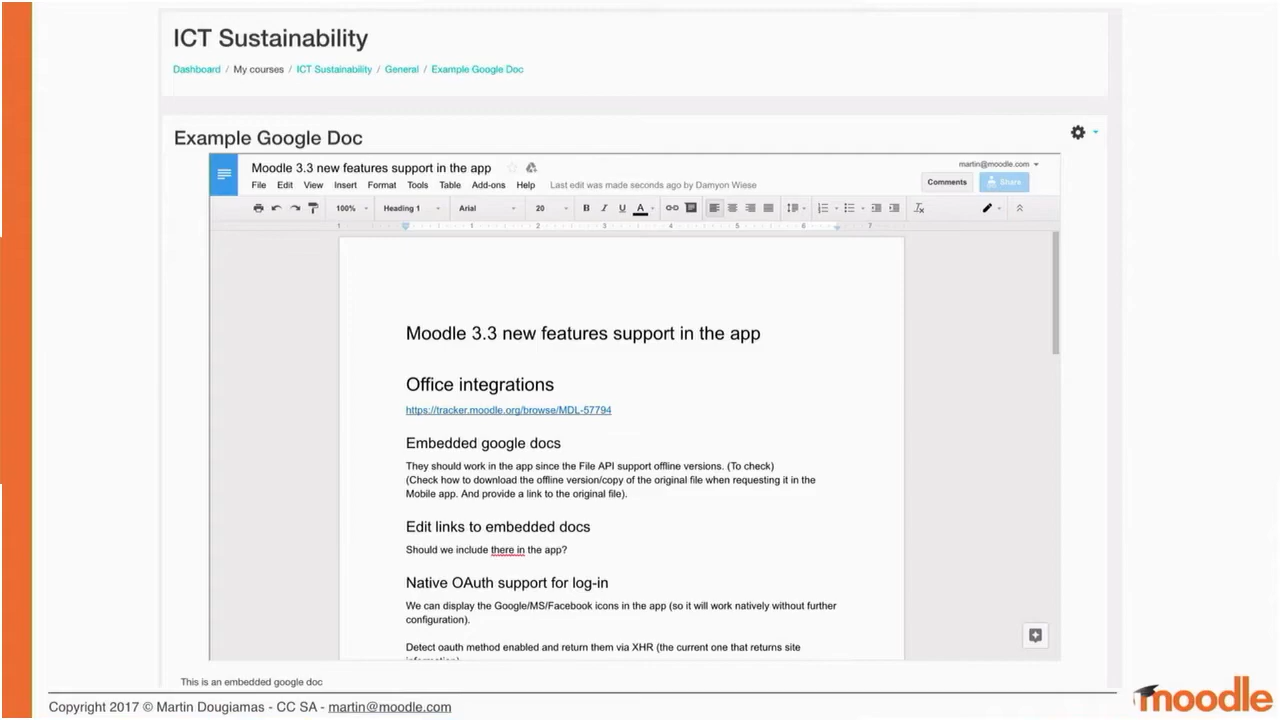 ICT Sustainability
Dashboard / My courses / ICT Sustainability / General / Example Google Doc
Example Google Doc
Moodle 3.3 new features support in the app
martin@moodle.com
File Edit View Insert Format Tools Table Add-ons Help Last edit was made seconds ago by Damyon Wiese
Comments Share
100% Heading 1 Arial 20 B I U A
1 1 2 3 4 5 6 7
Moodle 3.3 new features support in the app
Office integrations
https://tracker.moodle.org/browse/MDL-57794
Embedded google docs
They should work in the app since the File API support offline versions. (To check)
(Check how to download the offline version/copy of the original file when requesting it in the
Mobile app. And provide a link to the original file).
Edit links to embedded docs
Should we include there in the app?
Native OAuth support for log-in
We can display the Google/MS/Facebook icons in the app (so it will work natively without further
configuration).
Detect oauth method enabled and return them via XHR (the current one that returns site
This is an embedded google doc
Copyright 2017 © Martin Dougiamas - CC SA - martin@moodle.com
moodle